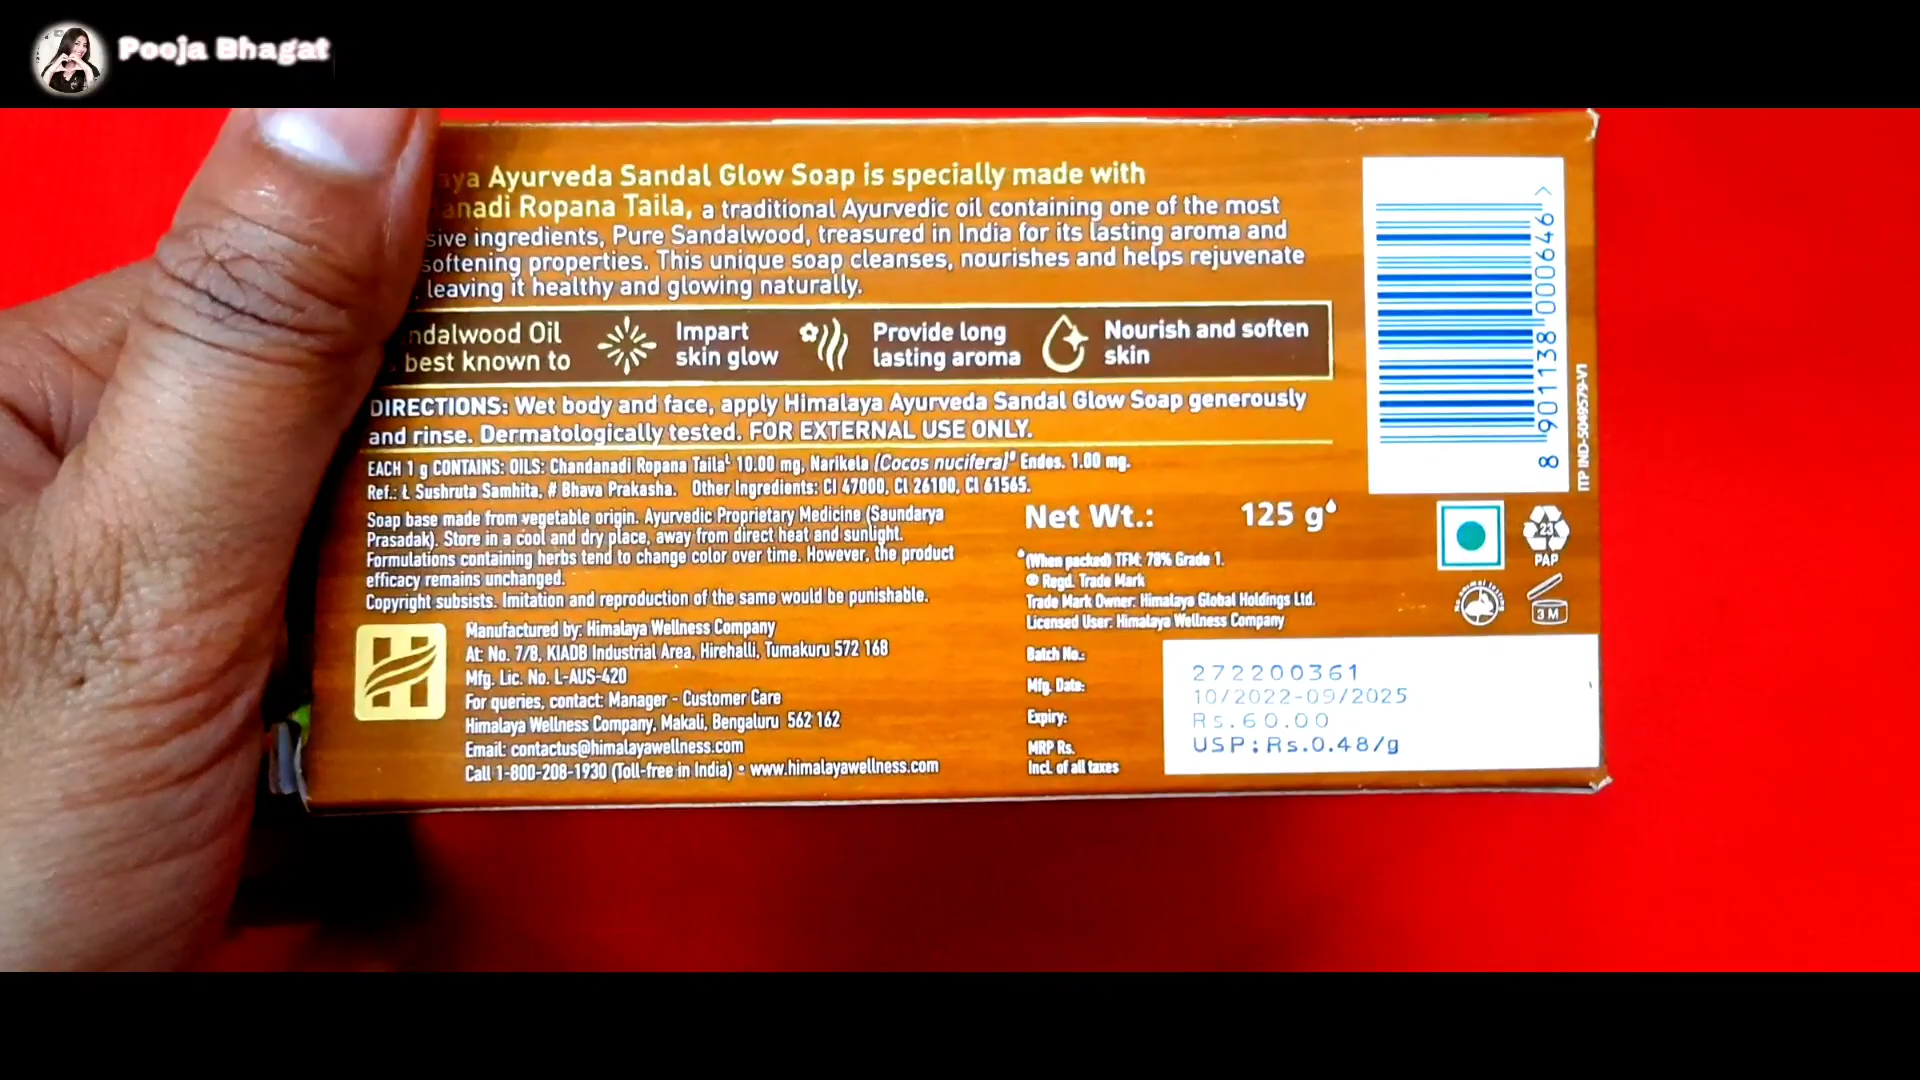 Pooja Bhagat
Ayurveda Sandal Glow Soap is specially made with
Ropana Taila, a traditional Ayurvedic oil containing one of the most
ingredients, Pure Sandalwood, treasured in India for its lasting aroma and
softening properties. This unique soap cleanses, nourishes and helps rejuvenate
leaving it healthy and glowing naturally.
ndalwood Oil
best known to
Impart
skin glow
Provide long
lasting aroma
Nourish and soften
skin
DIRECTIONS: Wet body and face, apply Himalaya Ayurveda Sandal Glow Soap generously
and rinse. Dermatologically tested. FOR EXTERNAL USE ONLY.
EACH 1 g CONTAINS: OILS: Chandanadi Ropana Taila Ł 10.00 mg, Narikela (Cocos nucifera)# Endos. 1.00 mg.
Ref.: Ł Sushruta Samhita, # Bhava Prakasha. Other Ingredients: CI 47000, CI 26100, CI 61565.
Soap base made from vegetable origin. Ayurvedic Proprietary Medicine (Saundarya
Prasadak). Store in a cool and dry place, away from direct heat and sunlight.
Formulations containing herbs tend to change color over time. However, the product
efficacy remains unchanged.
Copyright subsists. Imitation and reproduction of the same would be punishable.
Manufactured by: Himalaya Wellness Company
At: No. 7/B, KIADB Industrial Area, Hirehalli, Tumakuru 572 168
Mfg. Lic. No. L-AUS-420
For queries, contact: Manager - Customer Care
Himalaya Wellness Company, Makali, Bengaluru 562 162
Email: contactus@himalayawellness.com
Call 1-800-208-1930 (Toll-free in India) • www.himalayawellness.com
Net Wt.: 125 g
(When packed) TFM: 78% Grade 1.
® Regd. Trade Mark
Trade Mark Owner: Himalaya Global Holdings Ltd.
Licensed User: Himalaya Wellness Company
Batch No.: 272200361
Mfg. Date: 10/2022-09/2025
Expiry: Rs.60.00
MRP Rs. USP:Rs.0.48/g
Incl. of all taxes
8 901138 000646 >
ITP IND-5049579-V1
23
PAP
No animal testing
3 M